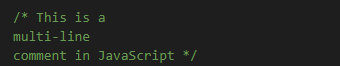 /* This is a
multi-line
comment in JavaScript */